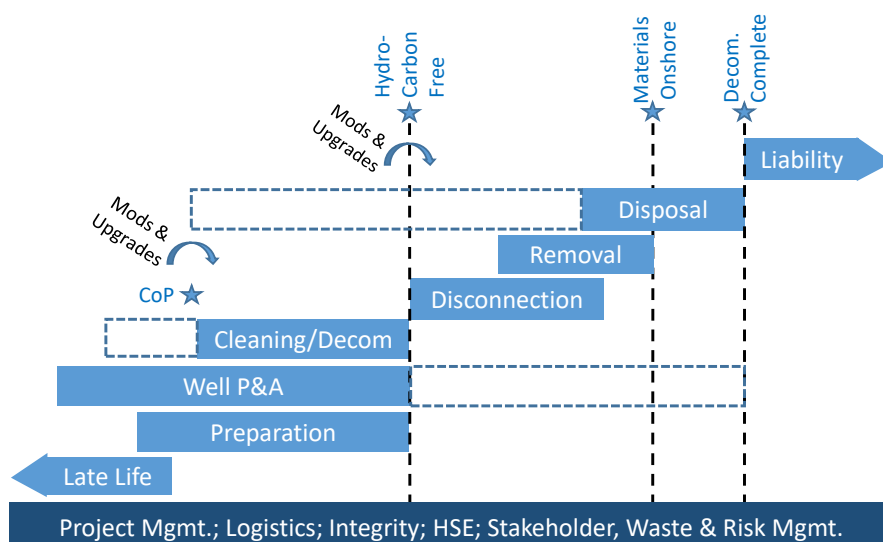 Hydro-
Carbon
Free
Materials
Onshore
Decom.
Complete
Mods &
Upgrades
Liability
Mods &
Upgrades
Disposal
Removal
CoP
Disconnection
Cleaning/Decom
Well P&A
Preparation
Late Life
Project Mgmt.; Logistics; Integrity; HSE; Stakeholder, Waste & Risk Mgmt.